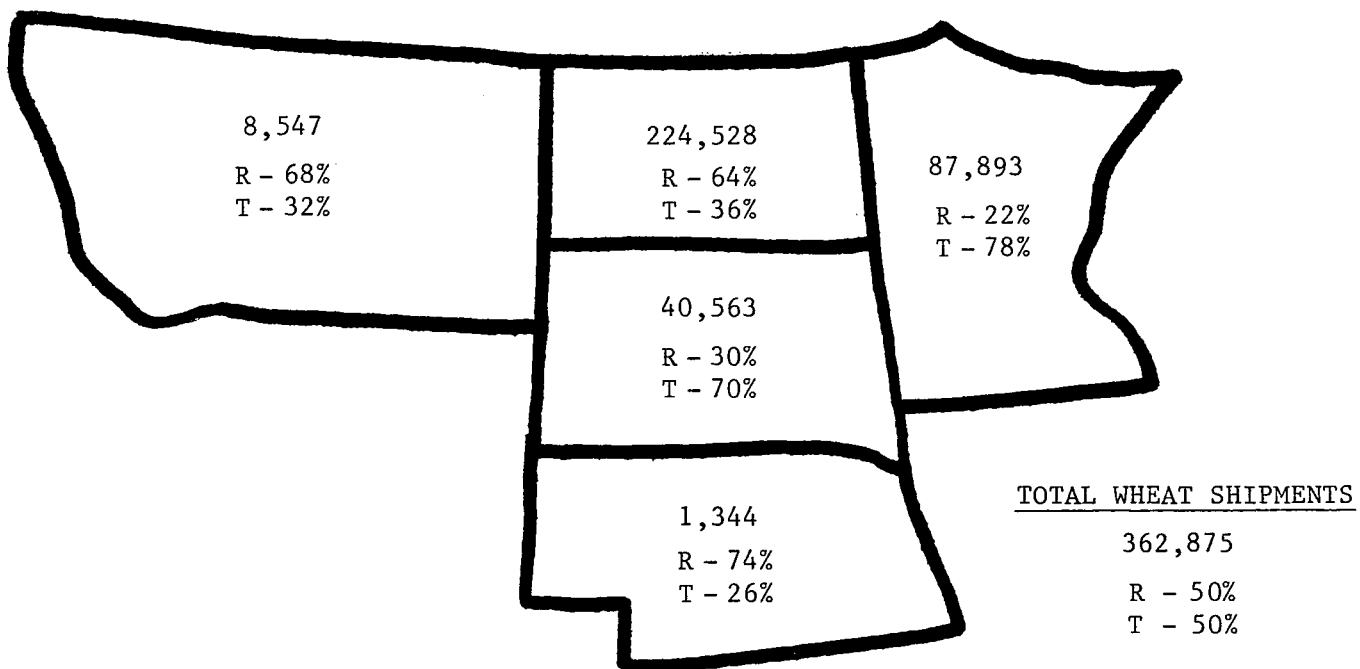 8,547
R - 68%
T - 32%
224,528
R - 64%
T - 36%
87,893
R - 22%
T - 78%
40,563
R - 30%
T - 70%
1,344
R - 74%
T - 26%
TOTAL WHEAT SHIPMENTS
362,875
R - 50%
T - 50%